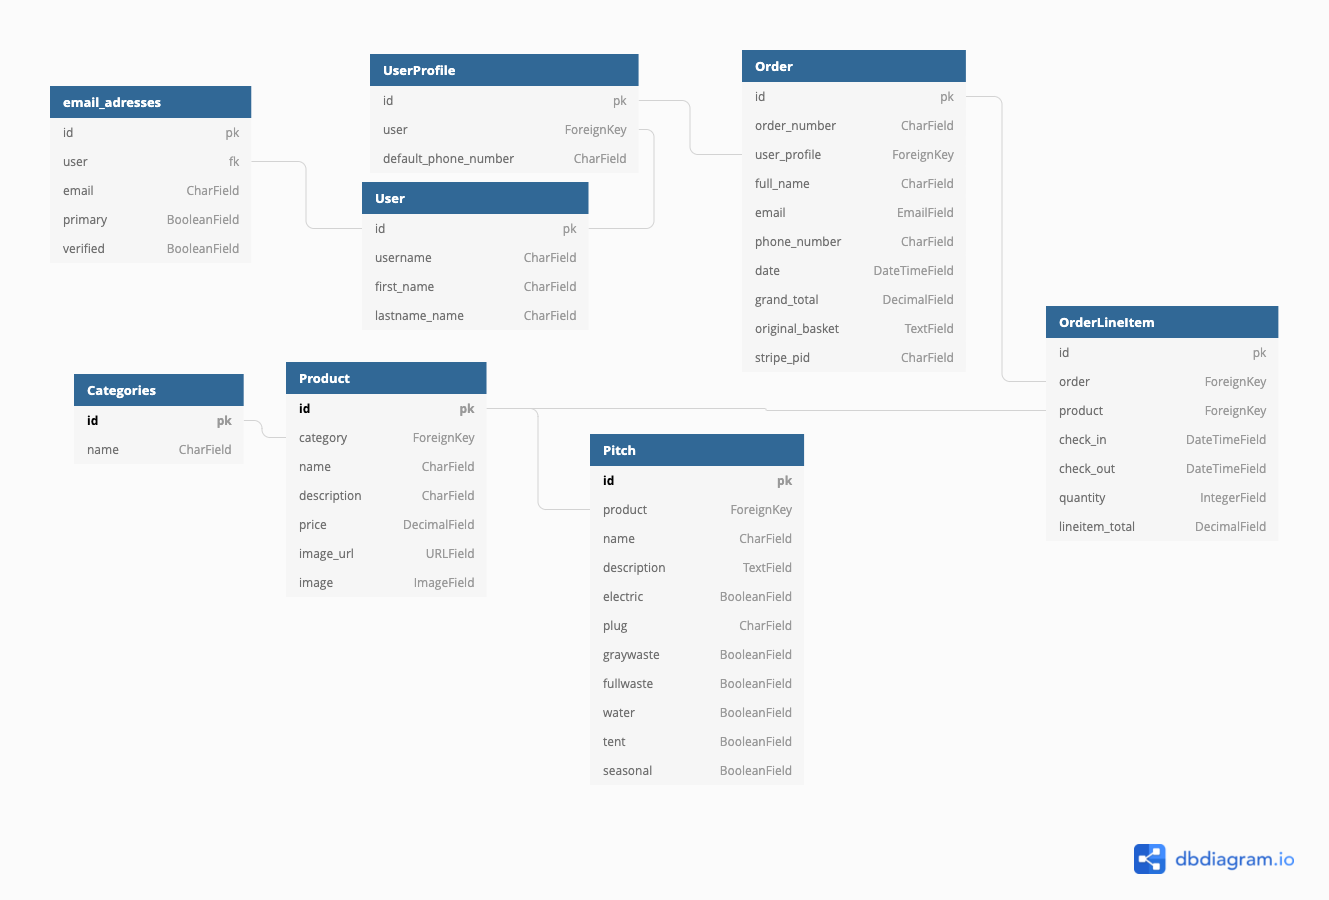 email_adresses
id pk
user fk
email CharField
primary BooleanField
verified BooleanField
UserProfile
id pk
user ForeignKey
default_phone_number CharField
User
id pk
username CharField
first_name CharField
lastname_name CharField
Order
id pk
order_number CharField
user_profile ForeignKey
full_name CharField
email EmailField
phone_number CharField
date DateTimeField
grand_total DecimalField
original_basket TextField
stripe_pid CharField
OrderLineItem
id pk
order ForeignKey
product ForeignKey
check_in DateTimeField
check_out DateTimeField
quantity IntegerField
lineitem_total DecimalField
Categories
id pk
name CharField
Product
id pk
category ForeignKey
name CharField
description CharField
price DecimalField
image_url URLField
image ImageField
Pitch
id pk
product ForeignKey
name CharField
description TextField
electric BooleanField
plug CharField
graywaste BooleanField
fullwaste BooleanField
water BooleanField
tent BooleanField
seasonal BooleanField
dbdiagram.io